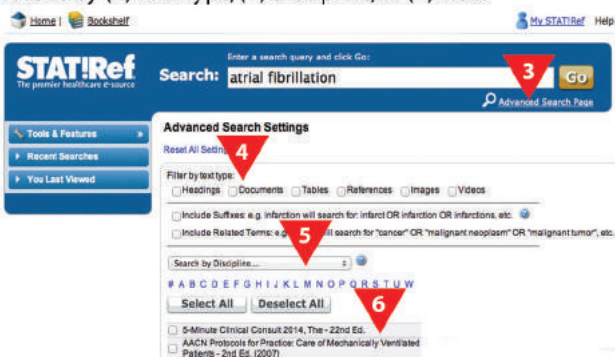 Home | Bookshelf
My STAT!Ref Help
STAT!Ref
The premier healthcare e-source
Enter a search query and click Go:
Search: atrial fibrillation
3
Go
Advanced Search Page
Tools & Features »
Recent Searches
You Last Viewed
Advanced Search Settings
Reset All
4
Filter by text type:
Headings Documents Tables References Images Videos
Include Suffixes: e.g. infarction will search for: infarct OR infarction OR infarctions, etc.
Include Related Terms: e.g. will search for "cancer" OR "malignant neoplasm" OR "malignant tumor", etc.
5
Search by Discipline...
# A B C D E F G H I J K L M N O P Q R S T U W
Select All Deselect All
6
5-Minute Clinical Consult 2014, The - 22nd Ed.
AACN Protocols for Practice: Care of Mechanically Ventilated
Patients - 2nd Ed. (2007)